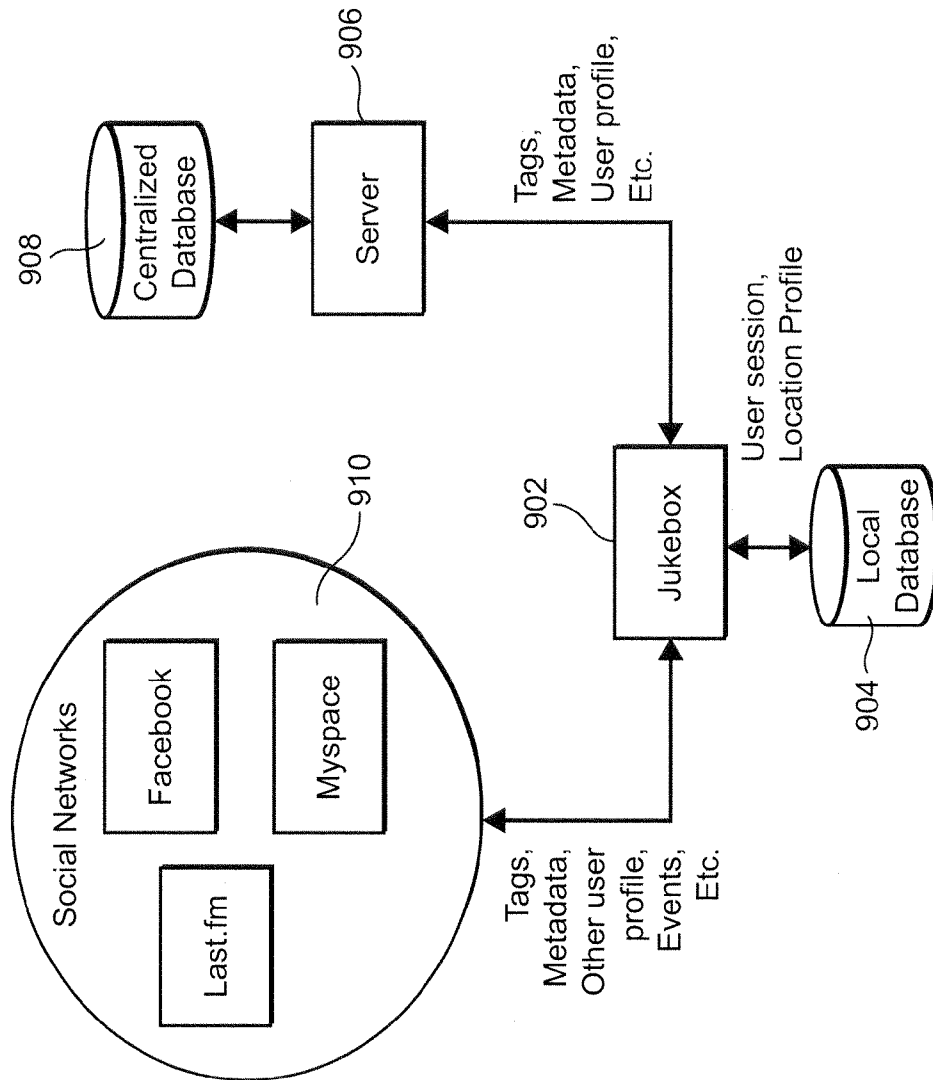 Social Networks
Last.fm
Facebook
Myspace
910
908
Centralized
Database
906
Server
Tags,
Metadata,
Other user
profile,
Events,
Etc.
902
Jukebox
Tags,
Metadata,
User profile,
Etc.
User session,
Location Profile
904
Local
Database